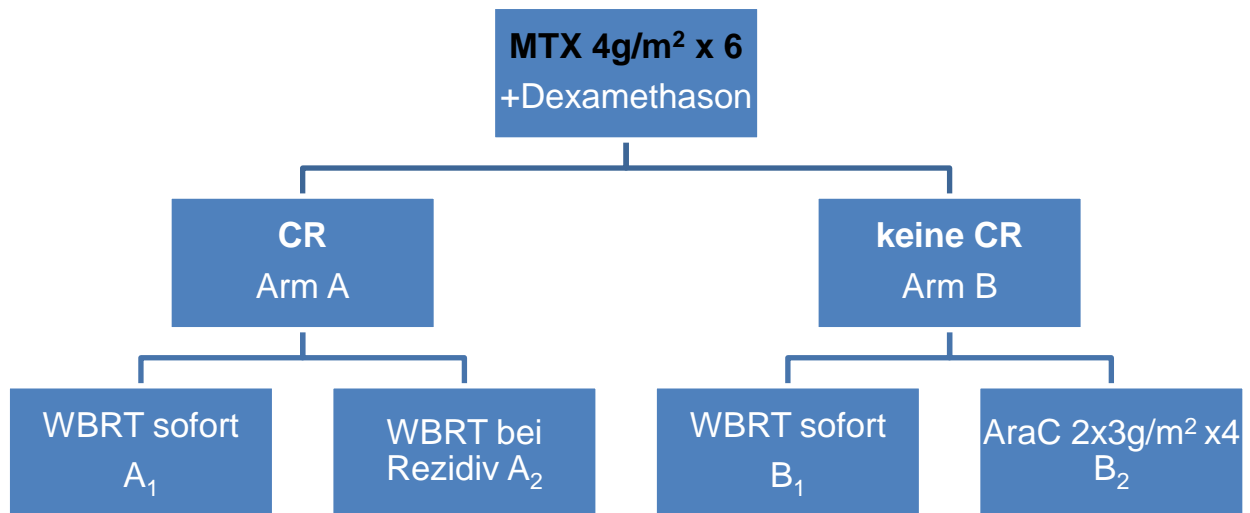 MTX 4g/m² x 6
+Dexamethason
CR
Arm A
keine CR
Arm B
WBRT sofort
A₁
WBRT bei
Rezidiv A₂
WBRT sofort
B₁
AraC 2x3g/m² x4
B₂